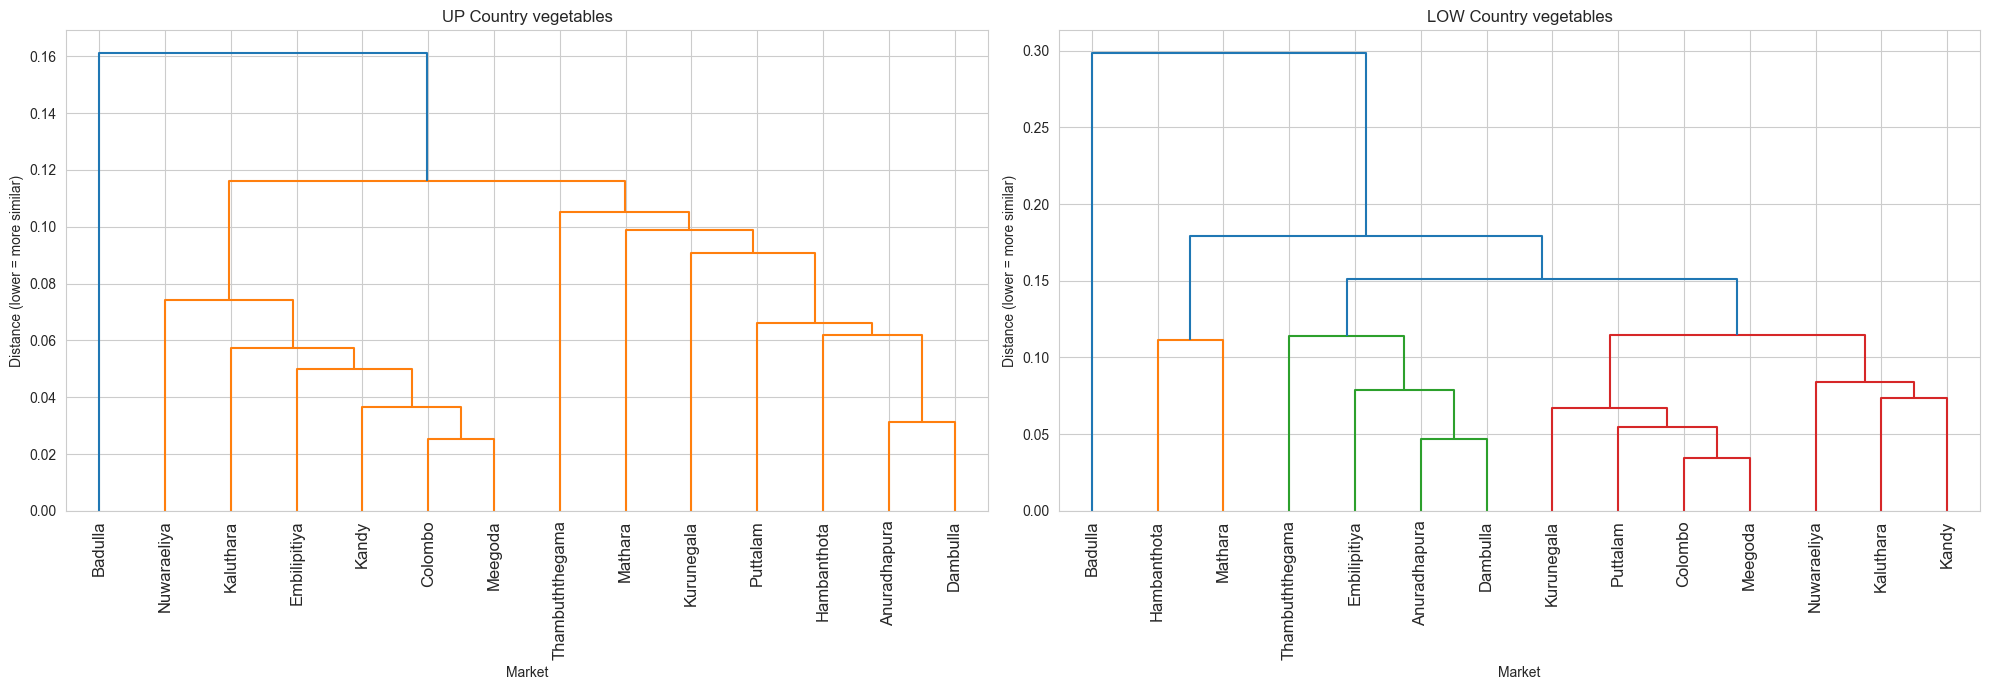 UP Country vegetables
Distance (lower = more similar)
0.16
0.14
0.12
0.10
0.08
0.06
0.04
0.02
0.00
Badulla
Nuwaraeliya
Kaluthara
Embilipitiya
Kandy
Colombo
Meegoda
Thambuththegama
Mathara
Kurunegala
Puttalam
Hambanthota
Anuradhapura
Dambulla
Market
LOW Country vegetables
Distance (lower = more similar)
0.30
0.25
0.20
0.15
0.10
0.05
0.00
Badulla
Hambanthota
Mathara
Thambuththegama
Embilipitiya
Anuradhapura
Dambulla
Kurunegala
Puttalam
Colombo
Meegoda
Nuwaraeliya
Kaluthara
Kandy
Market